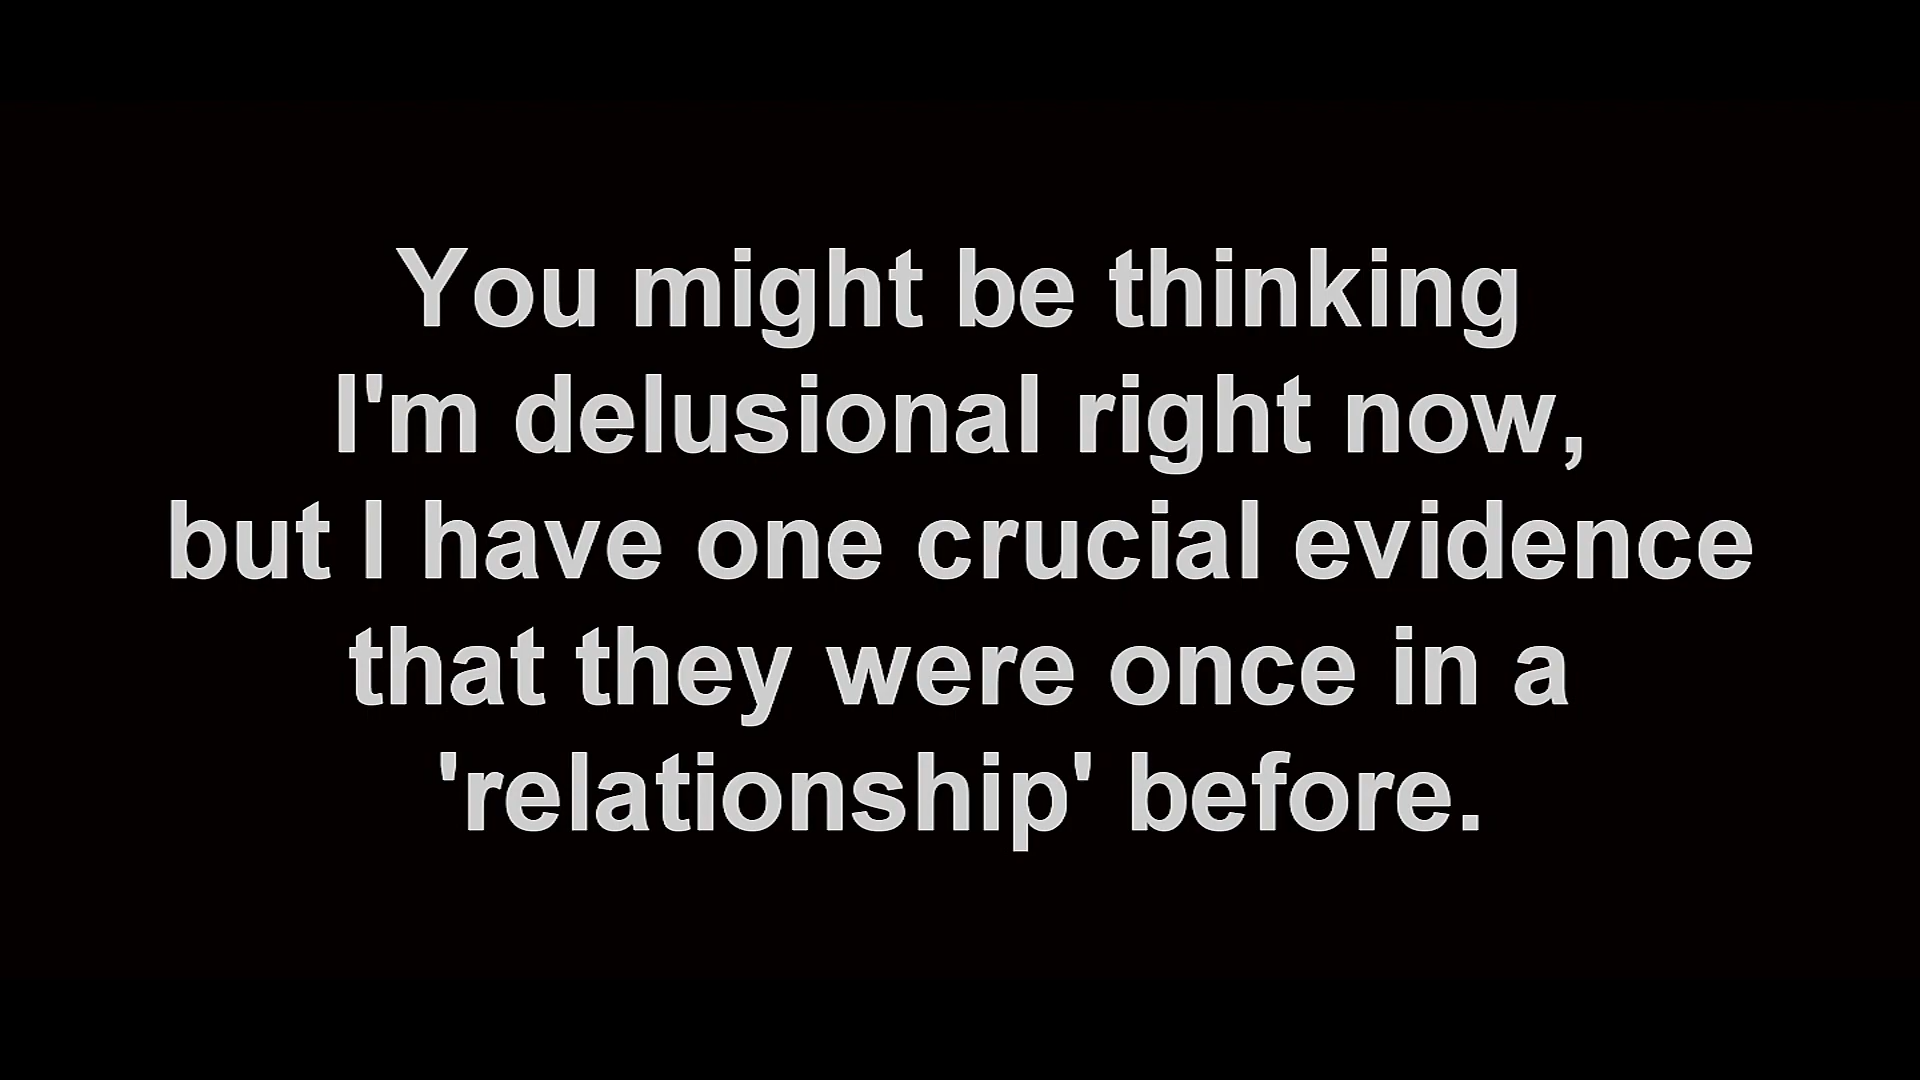 You might be thinking
I'm delusional right now,
but I have one crucial evidence
that they were once in a
'relationship' before.